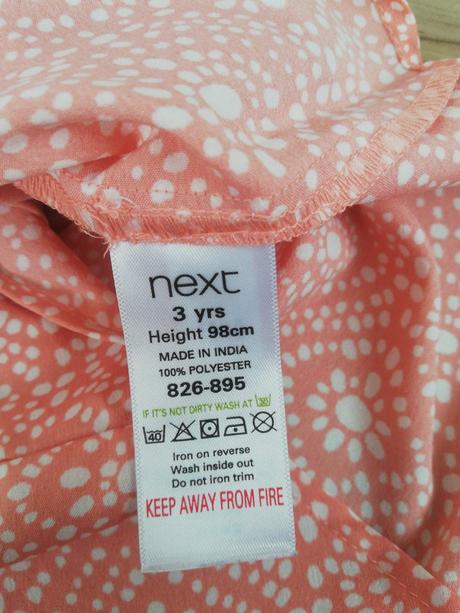 next
3 yrs
Height 98cm
MADE IN INDIA
100% POLYESTER
826-895
IF IT'S NOT DIRTY WASH AT 30
40
Iron on reverse
Wash inside out
Do not iron trim
KEEP AWAY FROM FIRE